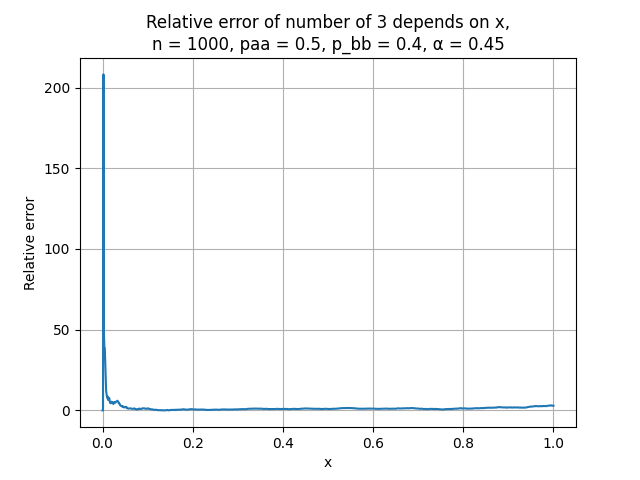 Relative error of number of 3 depends on x,
n = 1000, paa = 0.5, p_bb = 0.4, α = 0.45
200
150
100
50
0
Relative error
0.0 0.2 0.4 0.6 0.8 1.0
x